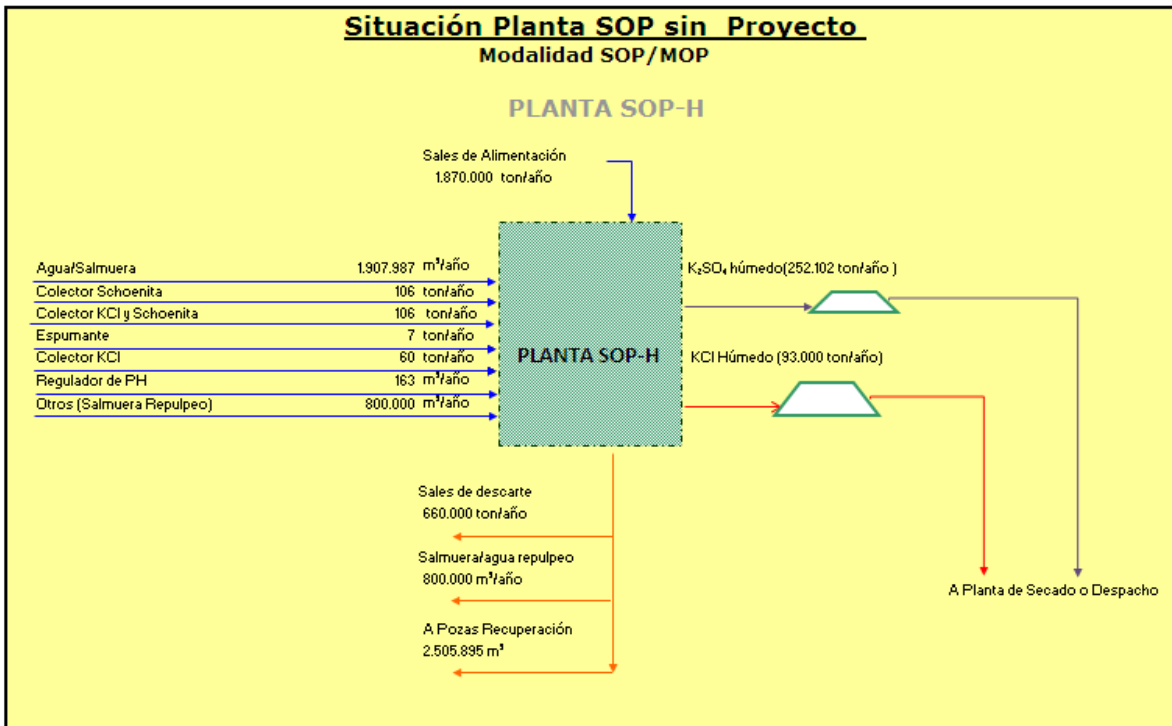 Situación Planta SOP sin Proyecto
Modalidad SOP/MOP
PLANTA SOP-H
Sales de Alimentación
1.870.000 ton/año
Agua/Salmuera 1.907.987 m³/año
Colector Schoenita 106 ton/año
Colector KCl y Schoenita 106 ton/año
Espumante 7 ton/año
Colector KCl 60 ton/año
Regulador de PH 163 m³/año
Otros (Salmuera Repulpeo) 800.000 m³/año
PLANTA SOP-H
K₂SO₄ húmedo(252.102 ton/año )
KCl Húmedo (93.000 ton/año)
Sales de descarte
660.000 ton/año
Salmuera/agua repulpeo
800.000 m³/año
A Pozas Recuperación
2.505.895 m³
A Planta de Secado o Despacho